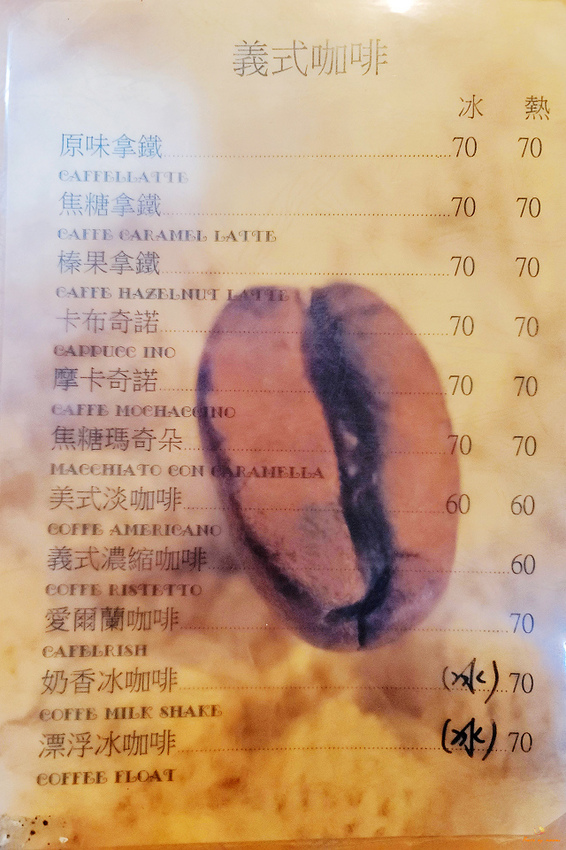 義式咖啡
冰 熱
原味拿鐵 70 70
CAFFELLATTE
焦糖拿鐵 70 70
CAFFE CARAMEL LATTE
榛果拿鐵 70 70
CAFFE HAZELNUT LATTE
卡布奇諾 70 70
CAPPUCC INO
摩卡奇諾 70 70
CAFFE MOCHACCINO
焦糖瑪奇朵 70 70
MACCHIATO CON CARAMELLA
美式淡咖啡 60 60
COFFE AMERICANO
義式濃縮咖啡 60
COFFE RISTETTO
愛爾蘭咖啡 70
CAFELRISH
奶香冰咖啡 (冰) 70
COFFE MILK SHAKE
漂浮冰咖啡 (冰) 70
COFFEE FLOAT